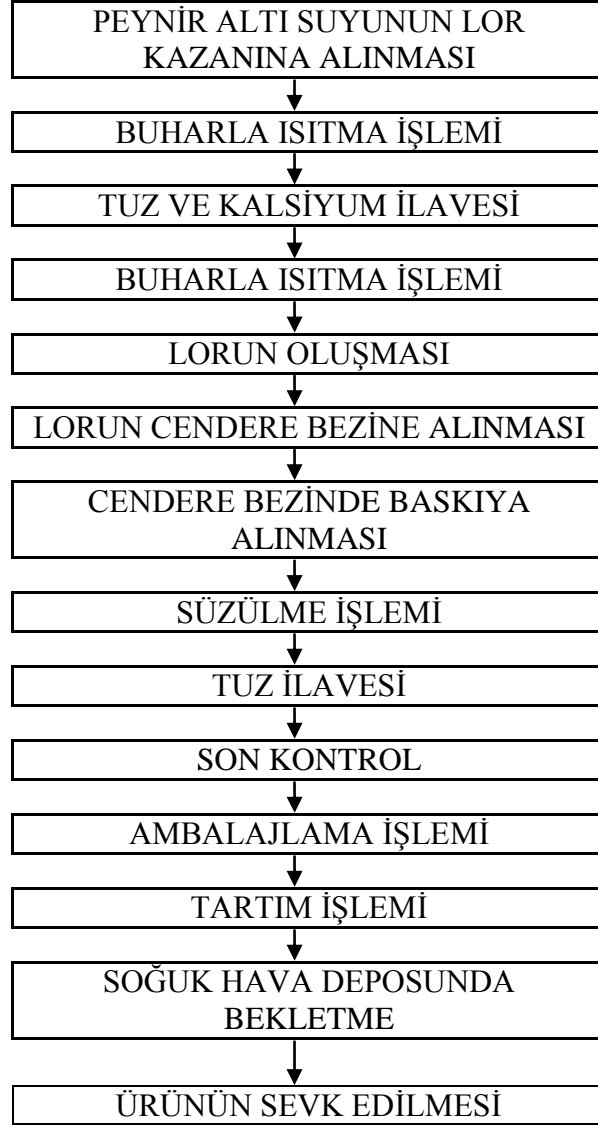 PEYNİR ALTI SUYUNUN LOR
KAZANINA ALINMASI
BUHARLA ISITMA İŞLEMİ
TUZ VE KALSİYUM İLAVESİ
BUHARLA ISITMA İŞLEMİ
LORUN OLUŞMASI
LORUN CENDERE BEZİNE ALINMASI
CENDERE BEZİNDE BASKIYA
ALINMASI
SÜZÜLME İŞLEMİ
TUZ İLAVESİ
SON KONTROL
AMBALAJLAMA İŞLEMİ
TARTIM İŞLEMİ
SOĞUK HAVA DEPOSUNDA
BEKLETME
ÜRÜNÜN SEVK EDİLMESİ